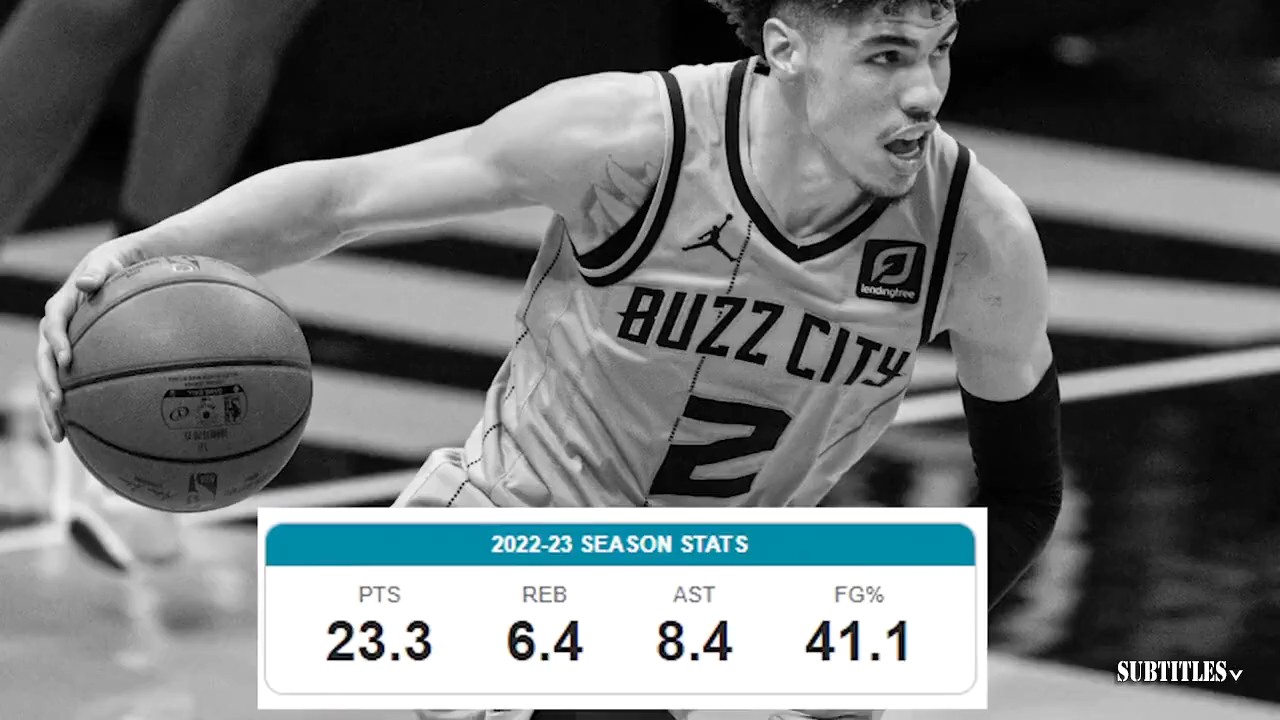 lendingtree
BUZZ CITY
2
2022-23 SEASON STATS
PTS REB AST FG%
23.3 6.4 8.4 41.1
SUBTITLES